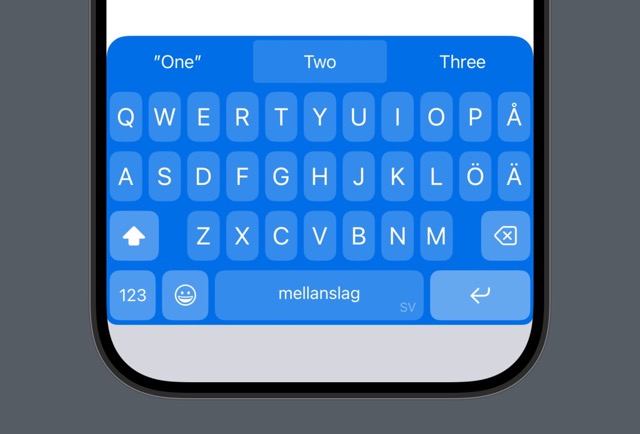 "One" Two Three
Q W E R T Y U I O P Å
A S D F G H J K L Ö Ä
Z X C V B N M
123 mellanslag SV